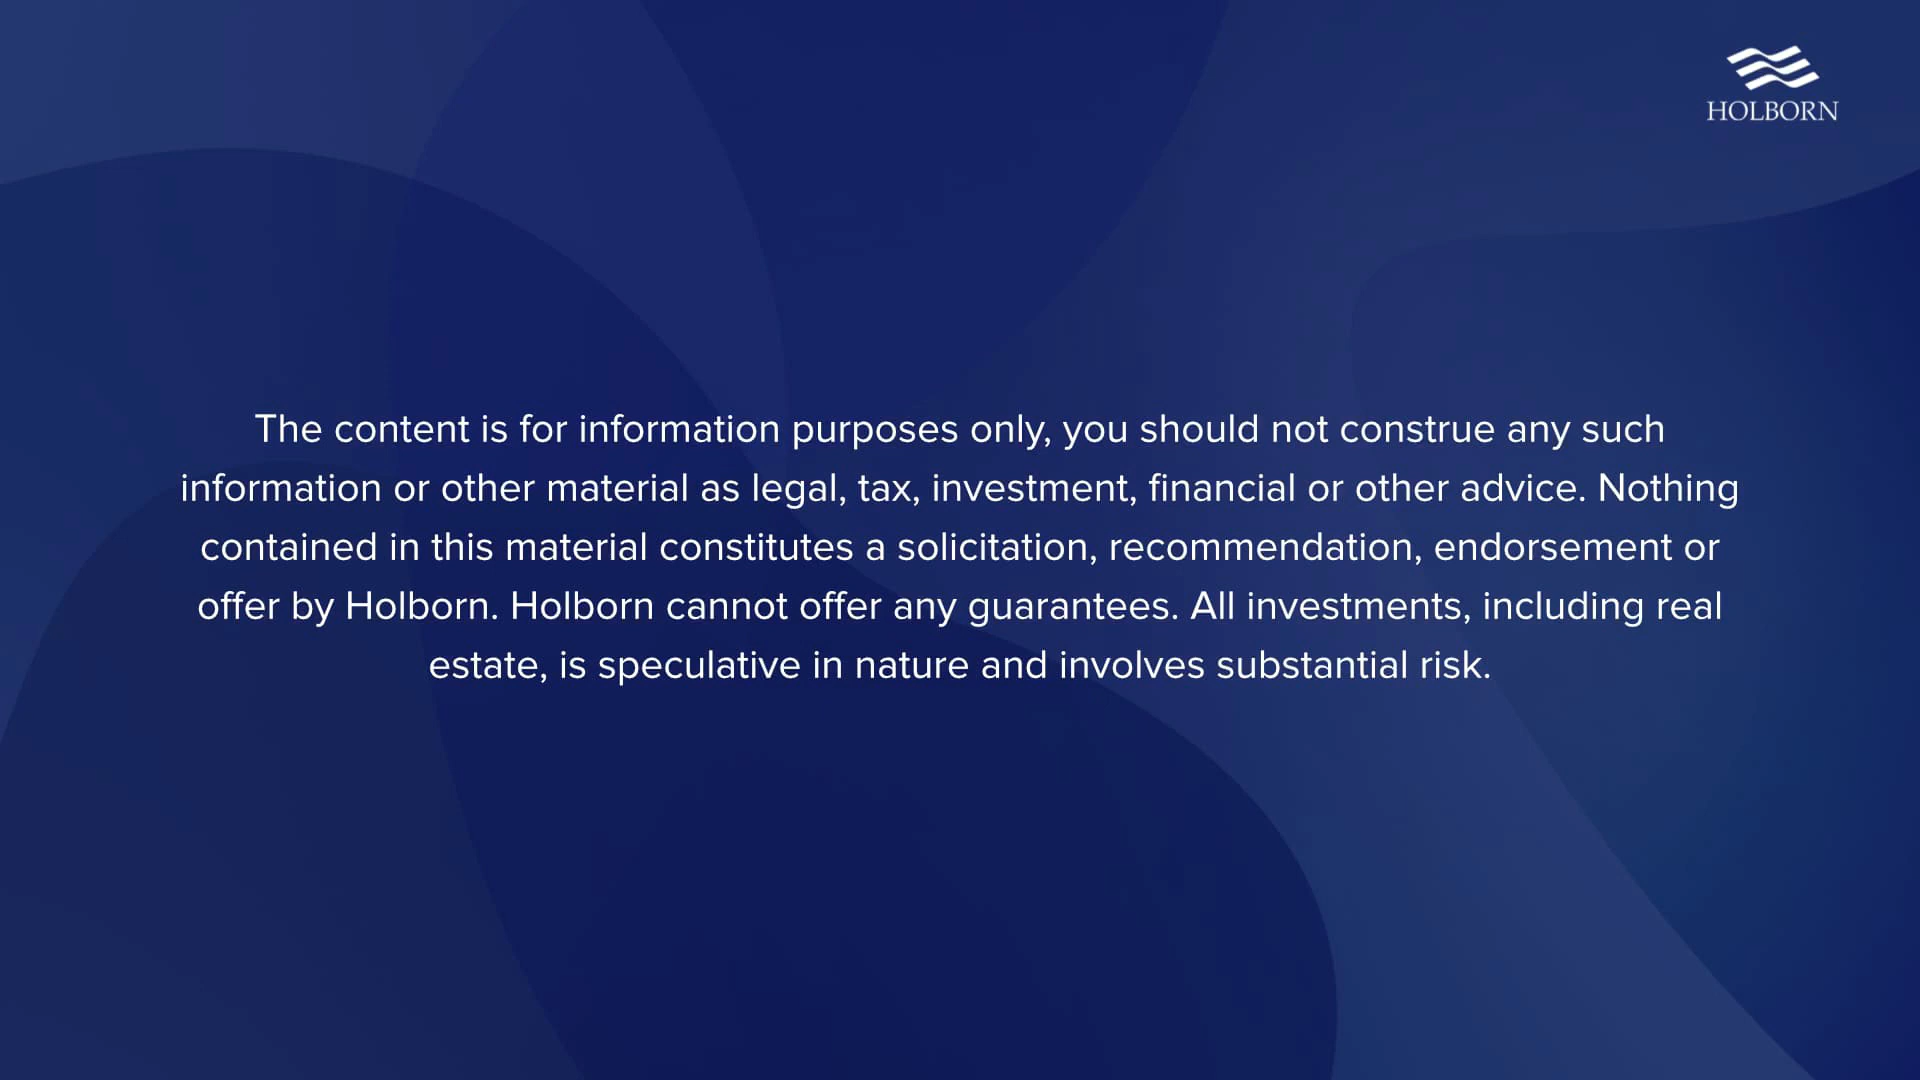 HOLBORN
The content is for information purposes only, you should not construe any such
information or other material as legal, tax, investment, financial or other advice. Nothing
contained in this material constitutes a solicitation, recommendation, endorsement or
offer by Holborn. Holborn cannot offer any guarantees. All investments, including real
estate, is speculative in nature and involves substantial risk.